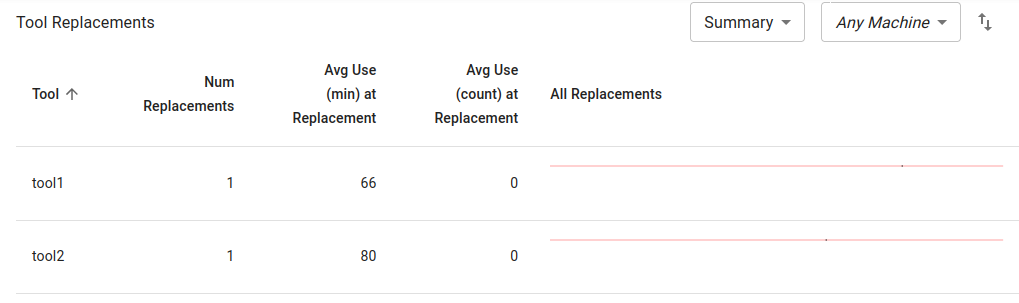 Tool Replacements
Summary
Any Machine
Tool
Num
Replacements
Avg Use
(min) at
Replacement
Avg Use
(count) at
Replacement
All Replacements
tool1 1 66 0
tool2 1 80 0